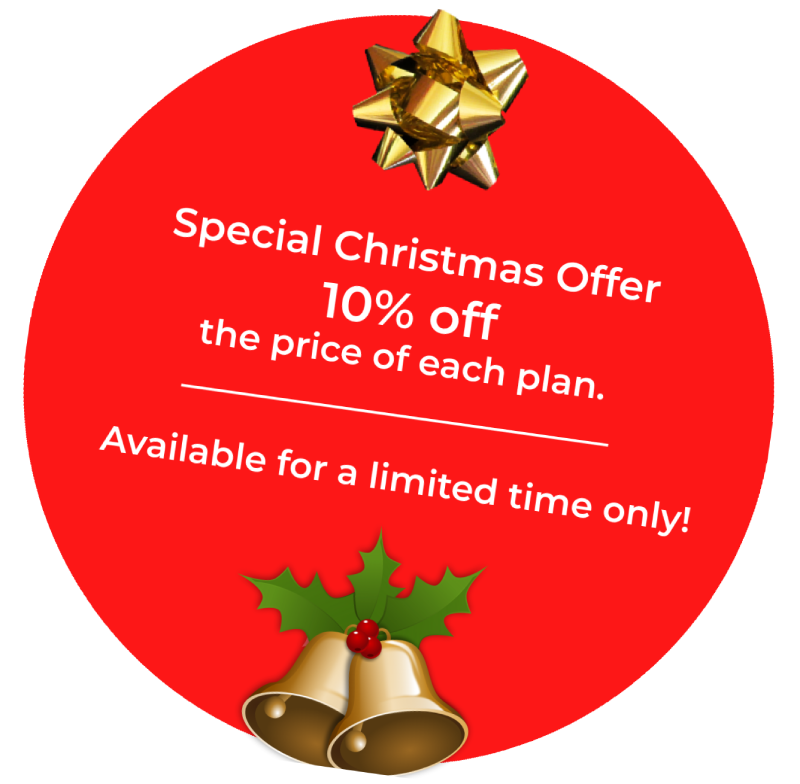 Special Christmas Offer
10% off
the price of each plan.
Available for a limited time only!